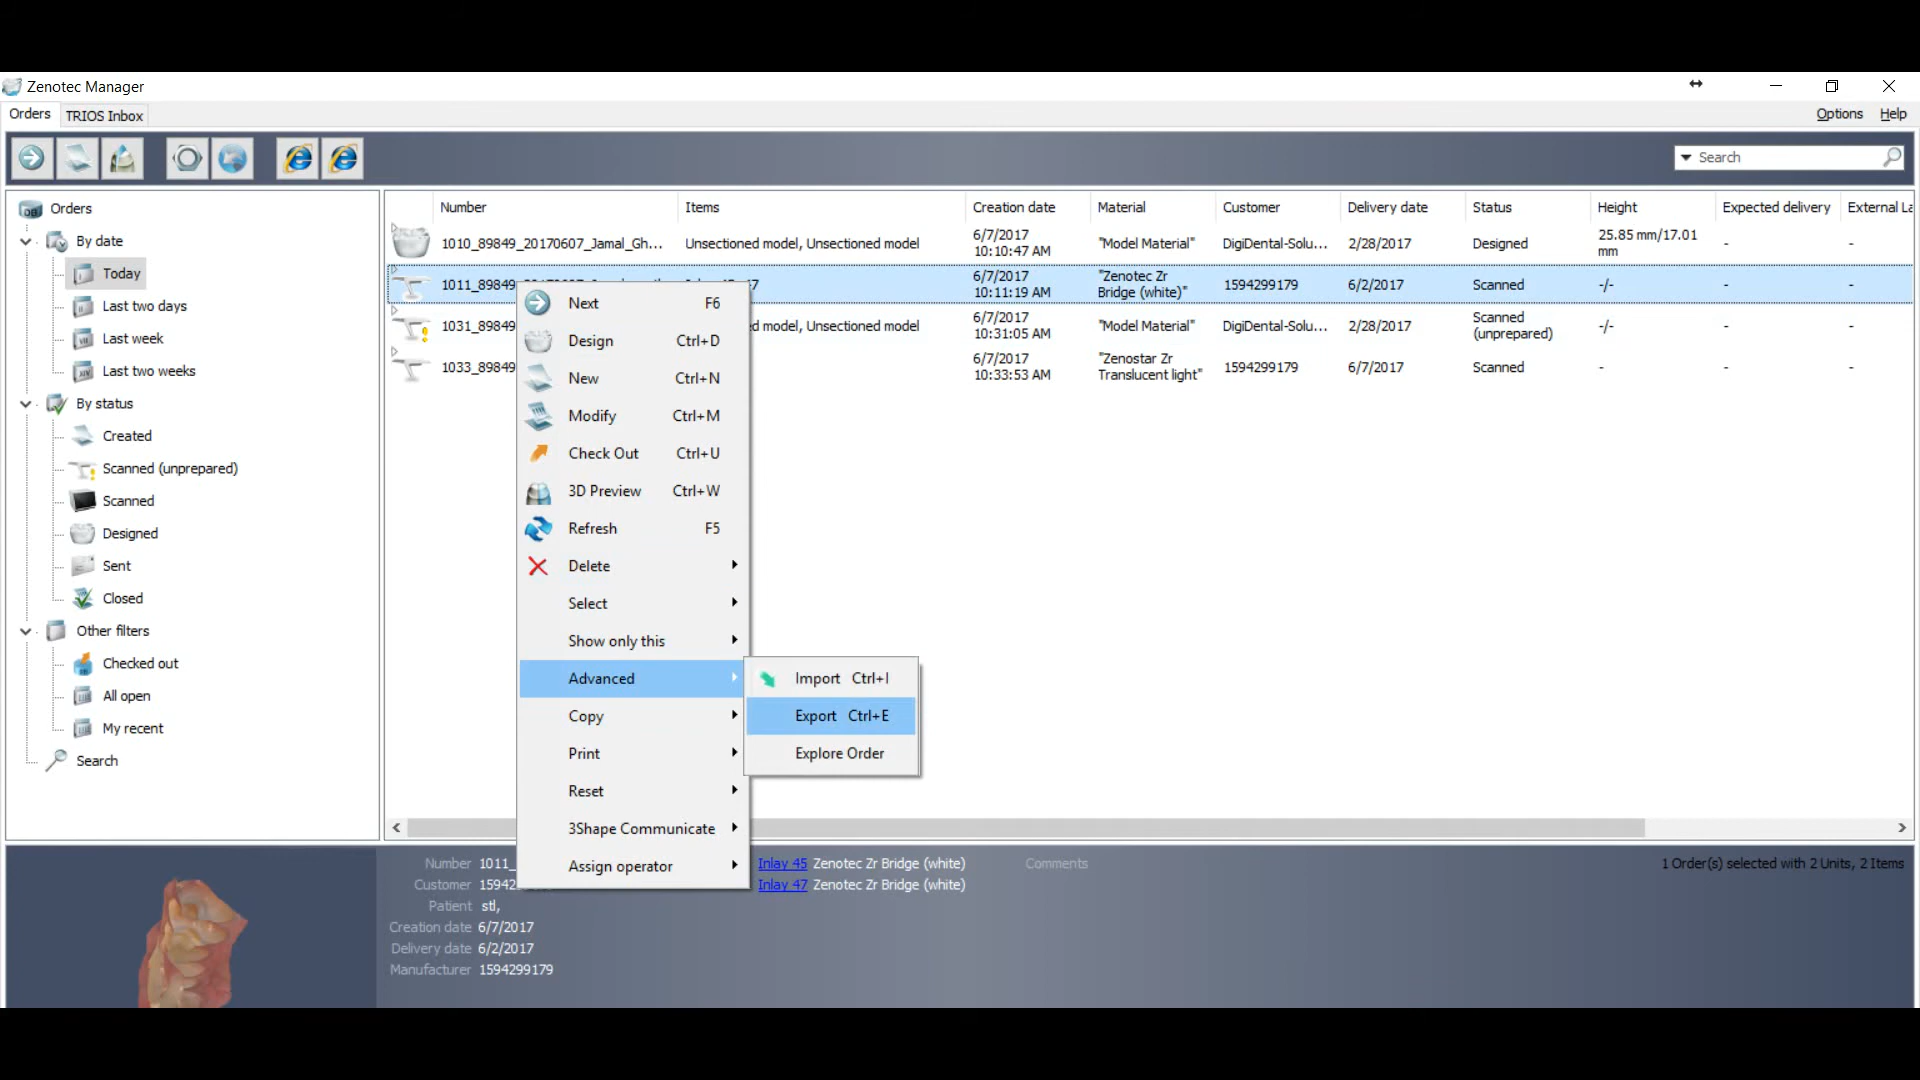 Zenotec Manager
Orders TRIOS Inbox Options Help
Search
Orders
By date
Today
Last two days
Last week
Last two weeks
By status
Created
Scanned (unprepared)
Scanned
Designed
Sent
Closed
Other filters
Checked out
All open
My recent
Search
Number Items Creation date Material Customer Delivery date Status Height Expected delivery External La
1010_89849_20170607_Jamal_Gh... Unsectioned model, Unsectioned model 6/7/2017 10:10:47 AM "Model Material" DigiDental-Solu... 2/28/2017 Designed 25.85 mm/17.01 mm - -
1011_89849 6/7/2017 10:11:19 AM "Zenotec Zr Bridge (white)" 1594299179 6/2/2017 Scanned -/- - -
1031_89849 d model, Unsectioned model 6/7/2017 10:31:05 AM "Model Material" DigiDental-Solu... 2/28/2017 Scanned (unprepared) -/- - -
1033_89849 6/7/2017 10:33:53 AM "Zenostar Zr Translucent light" 1594299179 6/7/2017 Scanned - - -
Next F6
Design Ctrl+D
New Ctrl+N
Modify Ctrl+M
Check Out Ctrl+U
3D Preview Ctrl+W
Refresh F5
Delete
Select
Show only this
Advanced
Copy
Print
Reset
3Shape Communicate
Assign operator
Import Ctrl+I
Export Ctrl+E
Explore Order
Number 1011_
Customer 15942
Patient stl,
Creation date 6/7/2017
Delivery date 6/2/2017
Manufacturer 1594299179
Inlay 45 Zenotec Zr Bridge (white)
Inlay 47 Zenotec Zr Bridge (white)
Comments
1 Order(s) selected with 2 Units, 2 Items